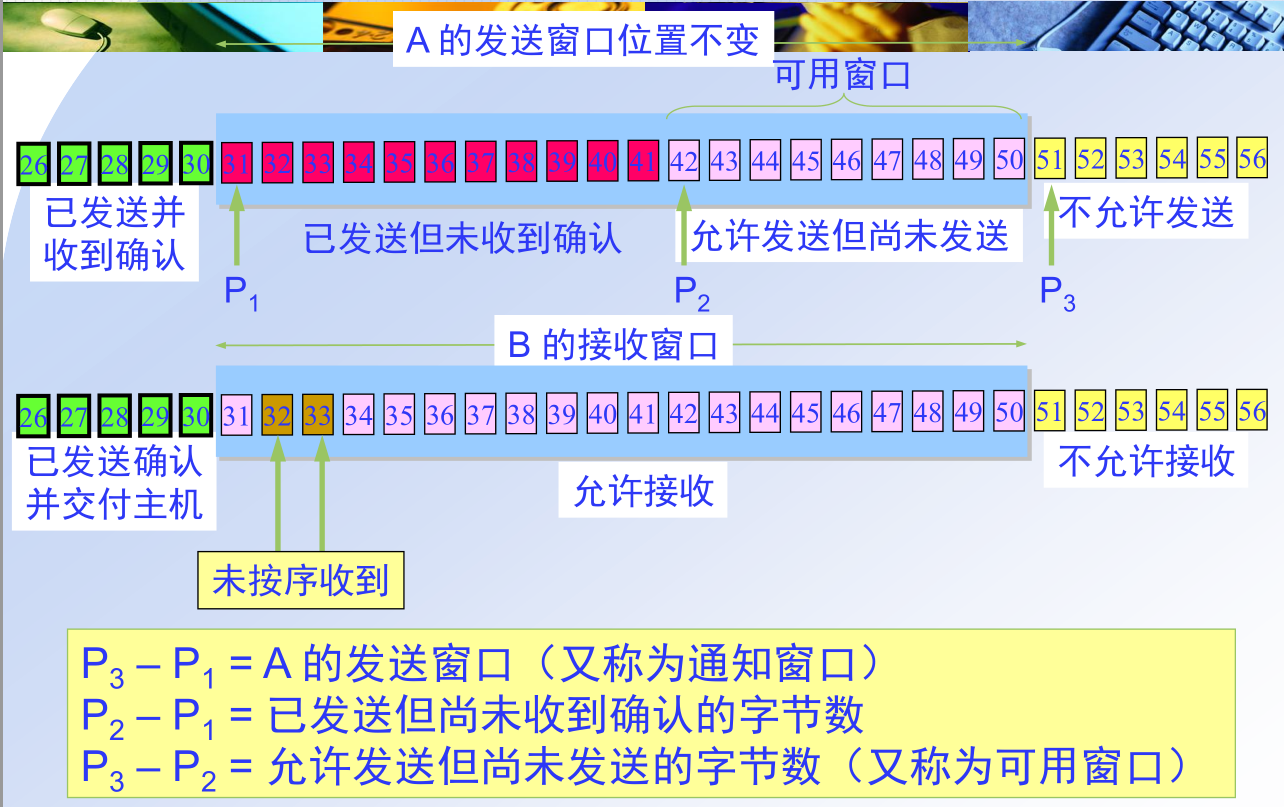 A 的发送窗口位置不变
可用窗口
26 27 28 29 30 31 32 33 34 35 36 37 38 39 40 41 42 43 44 45 46 47 48 49 50 51 52 53 54 55 56
已发送并
收到确认
已发送但未收到确认
允许发送但尚未发送
不允许发送
P1
P2
P3
B 的接收窗口
26 27 28 29 30 31 32 33 34 35 36 37 38 39 40 41 42 43 44 45 46 47 48 49 50 51 52 53 54 55 56
已发送确认
并交付主机
允许接收
不允许接收
未按序收到
P3 – P1 = A 的发送窗口（又称为通知窗口）
P2 – P1 = 已发送但尚未收到确认的字节数
P3 – P2 = 允许发送但尚未发送的字节数（又称为可用窗口）